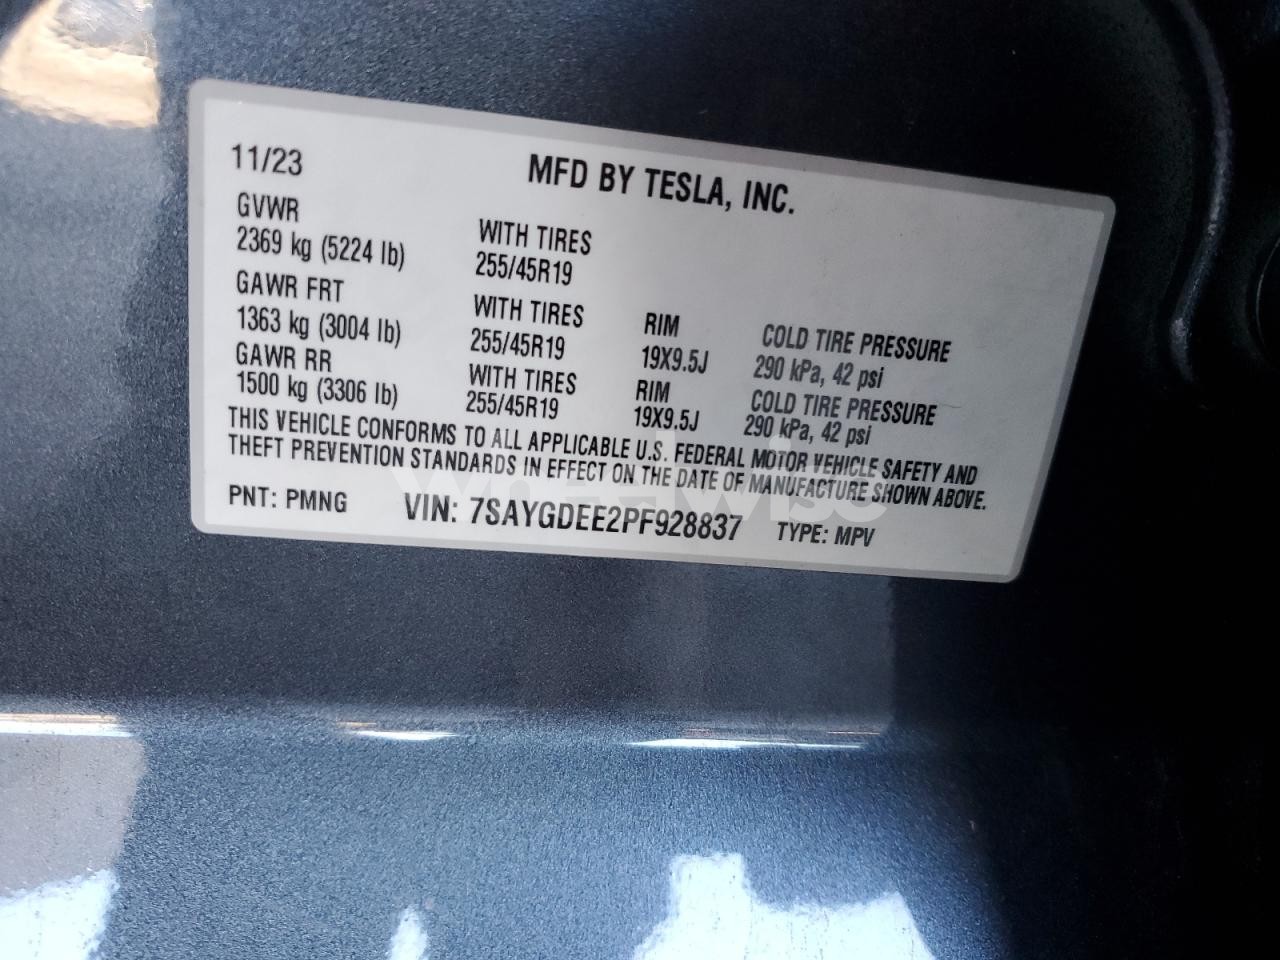 11/23
MFD BY TESLA, INC.
GVWR
2369 kg (5224 lb)
WITH TIRES
255/45R19
GAWR FRT
1363 kg (3004 lb)
WITH TIRES
255/45R19
RIM
19X9.5J
COLD TIRE PRESSURE
290 kPa, 42 psi
GAWR RR
1500 kg (3306 lb)
WITH TIRES
255/45R19
RIM
19X9.5J
COLD TIRE PRESSURE
290 kPa, 42 psi
THIS VEHICLE CONFORMS TO ALL APPLICABLE U.S. FEDERAL MOTOR VEHICLE SAFETY AND
THEFT PREVENTION STANDARDS IN EFFECT ON THE DATE OF MANUFACTURE SHOWN ABOVE.
PNT: PMNG VIN: 7SAYGDEE2PF928837 TYPE: MPV
wheelwise